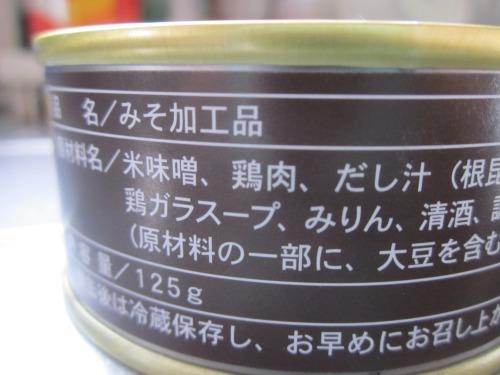 品 名/みそ加工品
原材料名/米味噌、鶏肉、だし汁(根昆
鶏ガラスープ、みりん、清酒、
(原材料の一部に、大豆を含む
容量/125g
後は冷蔵保存し、お早めにお召し上が